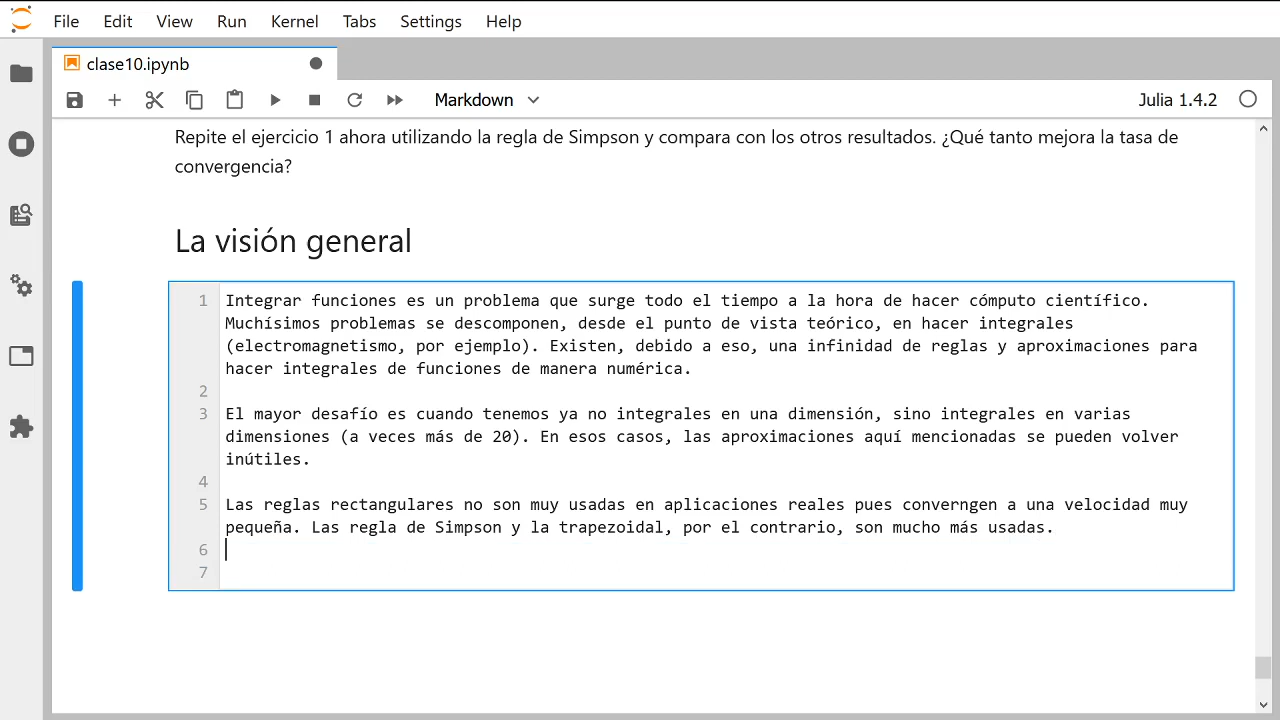 File Edit View Run Kernel Tabs Settings Help
clase10.ipynb
Markdown
Julia 1.4.2
Repite el ejercicio 1 ahora utilizando la regla de Simpson y compara con los otros resultados. ¿Qué tanto mejora la tasa de
convergencia?
La visión general
1 Integrar funciones es un problema que surge todo el tiempo a la hora de hacer cómputo científico.
Muchísimos problemas se descomponen, desde el punto de vista teórico, en hacer integrales
(electromagnetismo, por ejemplo). Existen, debido a eso, una infinidad de reglas y aproximaciones para
hacer integrales de funciones de manera numérica.
2
3 El mayor desafío es cuando tenemos ya no integrales en una dimensión, sino integrales en varias
dimensiones (a veces más de 20). En esos casos, las aproximaciones aquí mencionadas se pueden volver
inútiles.
4
5 Las reglas rectangulares no son muy usadas en aplicaciones reales pues converngen a una velocidad muy
pequeña. Las regla de Simpson y la trapezoidal, por el contrario, son mucho más usadas.
6
7